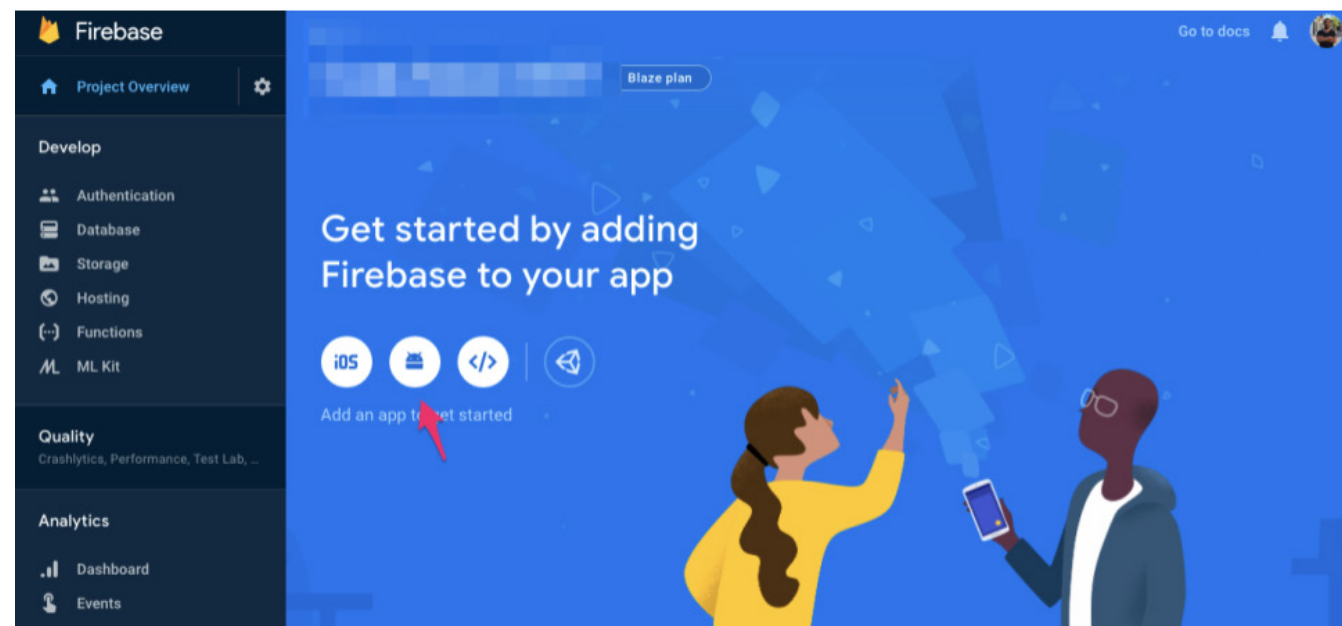 Firebase
Go to docs
Project Overview
Blaze plan
Develop
Authentication
Database
Storage
Hosting
Functions
ML Kit
Quality
Crashlytics, Performance, Test Lab, ...
Analytics
Dashboard
Events
Get started by adding
Firebase to your app
iOS
</>
Add an app to get started